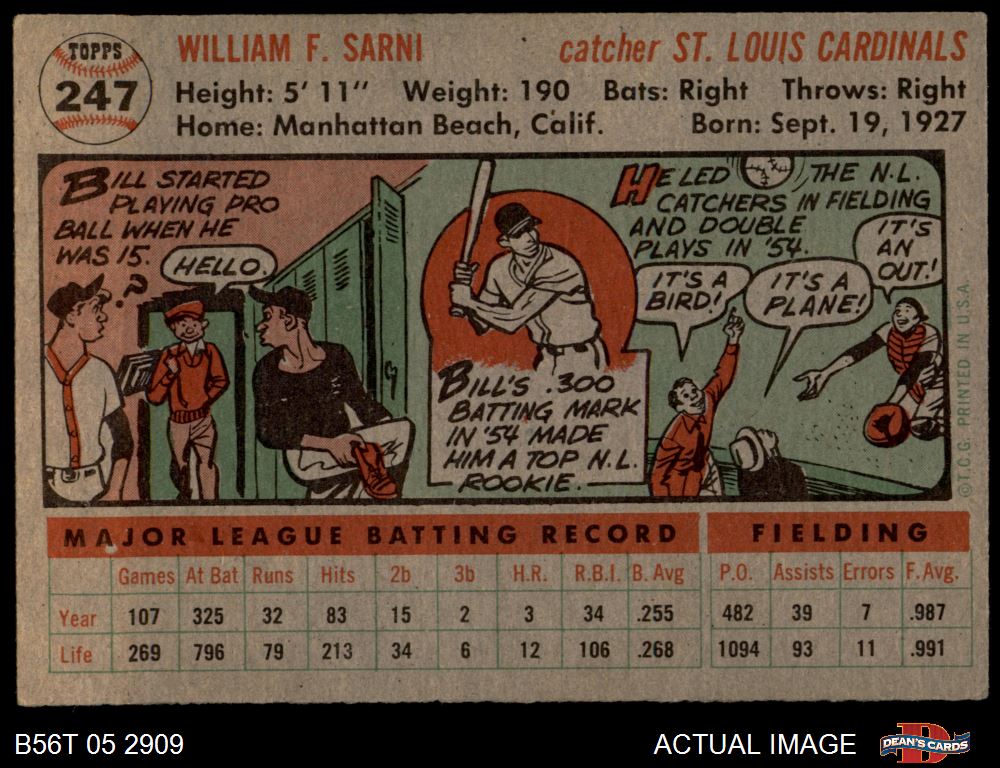 TOPPS
247
WILLIAM F. SARNI
catcher ST. LOUIS CARDINALS
Height: 5' 11" Weight: 190 Bats: Right Throws: Right
Home: Manhattan Beach, Calif. Born: Sept. 19, 1927
BILL STARTED
PLAYING PRO
BALL WHEN HE
WAS 15.
HELLO.
?
BILL'S .300
BATTING MARK
IN '54 MADE
HIM A TOP N.L.
ROOKIE.
HE LED THE N.L.
CATCHERS IN FIELDING
AND DOUBLE
PLAYS IN '54.
IT'S A
BIRD!
IT'S A
PLANE!
IT'S
AN
OUT!
©T.C.G. PRINTED IN U.S.A.
MAJOR LEAGUE BATTING RECORD
Games At Bat Runs Hits 2b 3b H.R. R.B.I. B. Avg
Year 107 325 32 83 15 2 3 34 .255
Life 269 796 79 213 34 6 12 106 .268
FIELDING
P.O. Assists Errors F.Avg.
482 39 7 .987
1094 93 11 .991
B56T 05 2909
ACTUAL IMAGE
D
DEAN'S CARDS